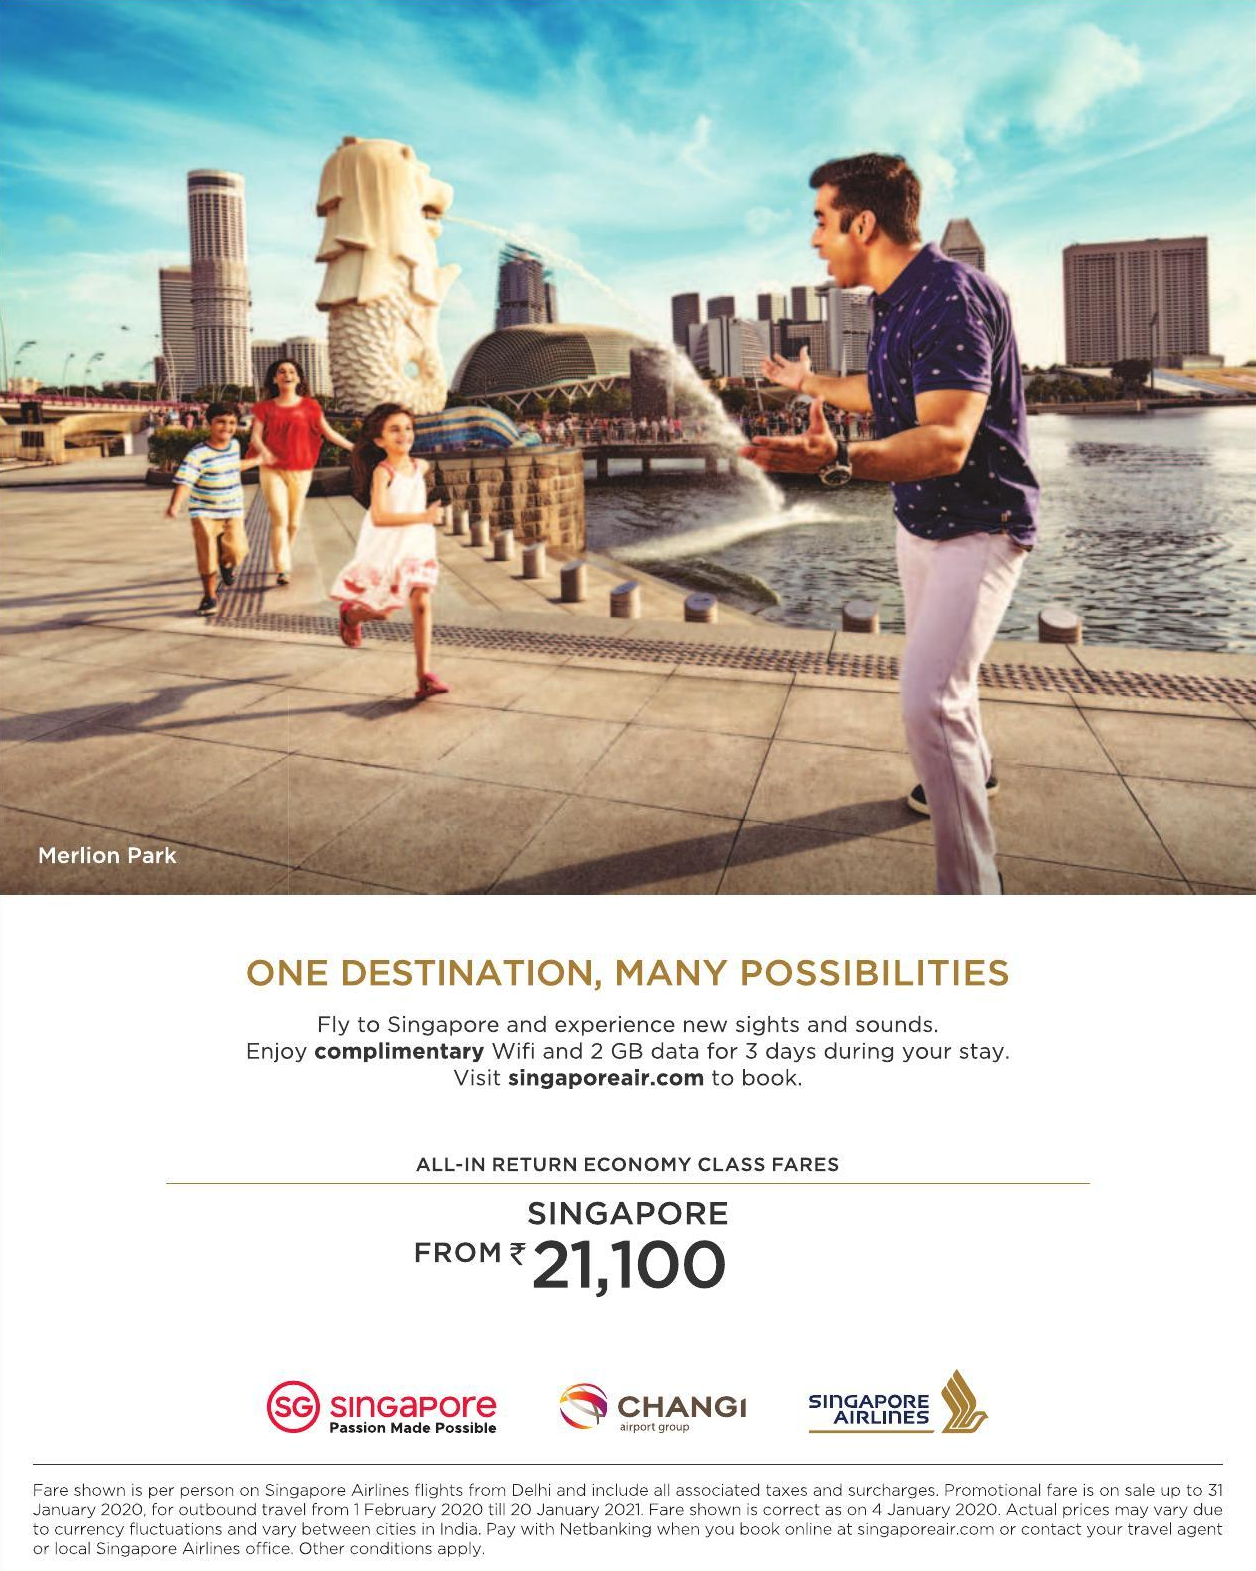 Merlion Park
ONE DESTINATION, MANY POSSIBILITIES
Fly to Singapore and experience new sights and sounds.
Enjoy complimentary Wifi and 2 GB data for 3 days during your stay.
Visit singaporeair.com to book.
ALL-IN RETURN ECONOMY CLASS FARES
SINGAPORE
FROM ₹ 21,100
SG singapore
Passion Made Possible
CHANGI
airport group
SINGAPORE
AIRLINES
Fare shown is per person on Singapore Airlines flights from Delhi and include all associated taxes and surcharges. Promotional fare is on sale up to 31
January 2020, for outbound travel from 1 February 2020 till 20 January 2021. Fare shown is correct as on 4 January 2020. Actual prices may vary due
to currency fluctuations and vary between cities in India. Pay with Netbanking when you book online at singaporeair.com or contact your travel agent
or local Singapore Airlines office. Other conditions apply.